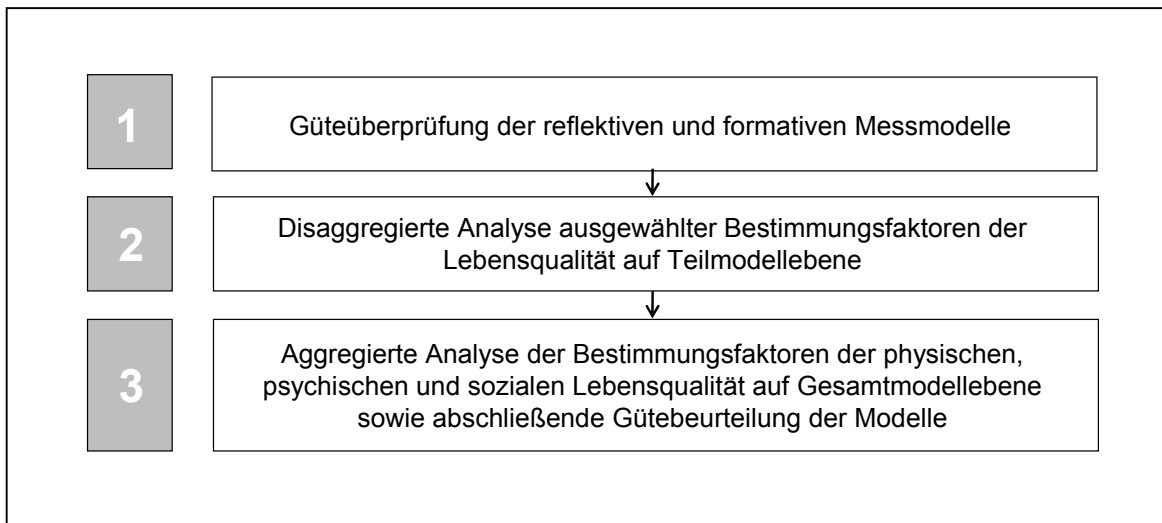 1
Güteüberprüfung der reflektiven und formativen Messmodelle
2
Disaggregierte Analyse ausgewählter Bestimmungsfaktoren der
Lebensqualität auf Teilmodellebene
3
Aggregierte Analyse der Bestimmungsfaktoren der physischen,
psychischen und sozialen Lebensqualität auf Gesamtmodellebene
sowie abschließende Gütebeurteilung der Modelle